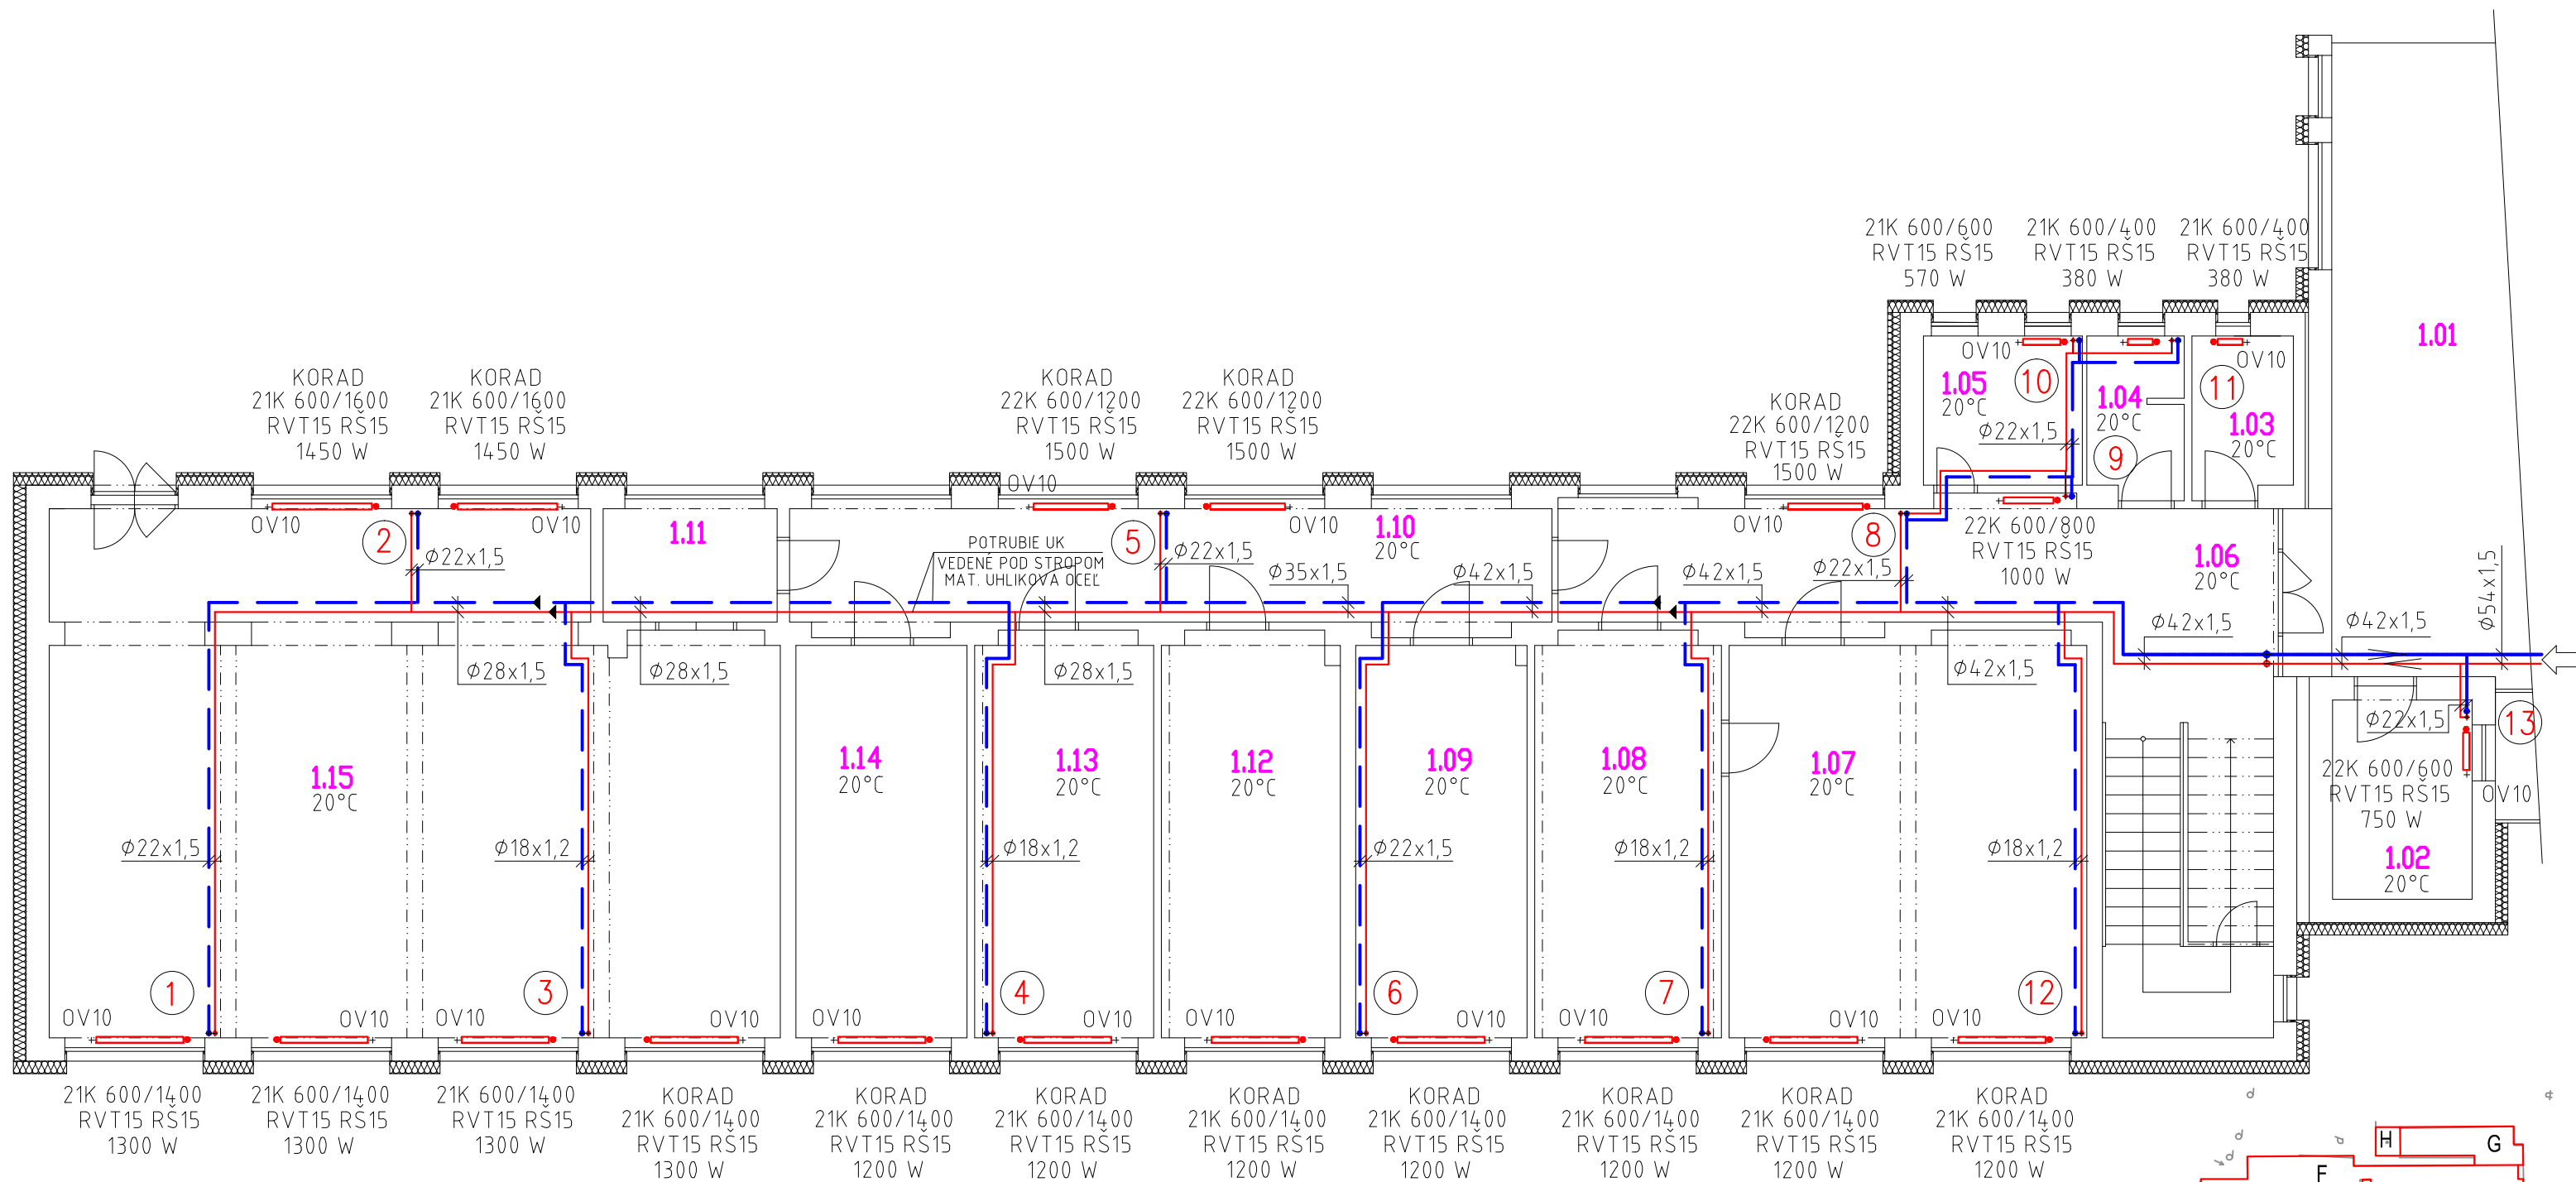 21K 600/600
RVT15 RŠ15
570 W
21K 600/400
RVT15 RŠ15
380 W
21K 600/400
RVT15 RŠ15
380 W
1.01
KORAD
21K 600/1600
RVT15 RŠ15
1450 W
KORAD
21K 600/1600
RVT15 RŠ15
1450 W
KORAD
22K 600/1200
RVT15 RŠ15
1500 W
KORAD
22K 600/1200
RVT15 RŠ15
1500 W
KORAD
22K 600/1200
RVT15 RŠ15
1500 W
OV10
10
1.05
20°C
Ø22x1,5
1.04
20°C
9
OV10
11
1.03
20°C
OV10
2
OV10
Ø22x1,5
1.11
OV10
5
Ø22x1,5
OV10
1.10
20°C
OV10
8
22K 600/800
RVT15 RŠ15
1000 W
1.06
20°C
POTRUBIE UK
VEDENÉ POD STROPOM
MAT. UHLIKOVÁ OCEĽ
Ø35x1,5
Ø42x1,5
Ø42x1,5
Ø22x1,5
Ø54x1,5
Ø42x1,5
Ø42x1,5
Ø28x1,5
Ø28x1,5
Ø28x1,5
Ø42x1,5
Ø22x1,5
13
1.15
20°C
1.14
20°C
1.13
20°C
1.12
20°C
1.09
20°C
1.08
20°C
1.07
20°C
22K 600/600
RVT15 RŠ15
750 W
OV10
1.02
20°C
Ø22x1,5
Ø18x1,2
Ø18x1,2
Ø22x1,5
Ø18x1,2
Ø18x1,2
1
3
4
6
7
12
OV10
OV10
OV10
OV10
OV10
OV10
OV10
OV10
OV10
OV10
OV10
21K 600/1400
RVT15 RŠ15
1300 W
21K 600/1400
RVT15 RŠ15
1300 W
21K 600/1400
RVT15 RŠ15
1300 W
KORAD
21K 600/1400
RVT15 RŠ15
1300 W
KORAD
21K 600/1400
RVT15 RŠ15
1200 W
KORAD
21K 600/1400
RVT15 RŠ15
1200 W
KORAD
21K 600/1400
RVT15 RŠ15
1200 W
KORAD
21K 600/1400
RVT15 RŠ15
1200 W
KORAD
21K 600/1400
RVT15 RŠ15
1200 W
KORAD
21K 600/1400
RVT15 RŠ15
1200 W
KORAD
21K 600/1400
RVT15 RŠ15
1200 W
H
G
F